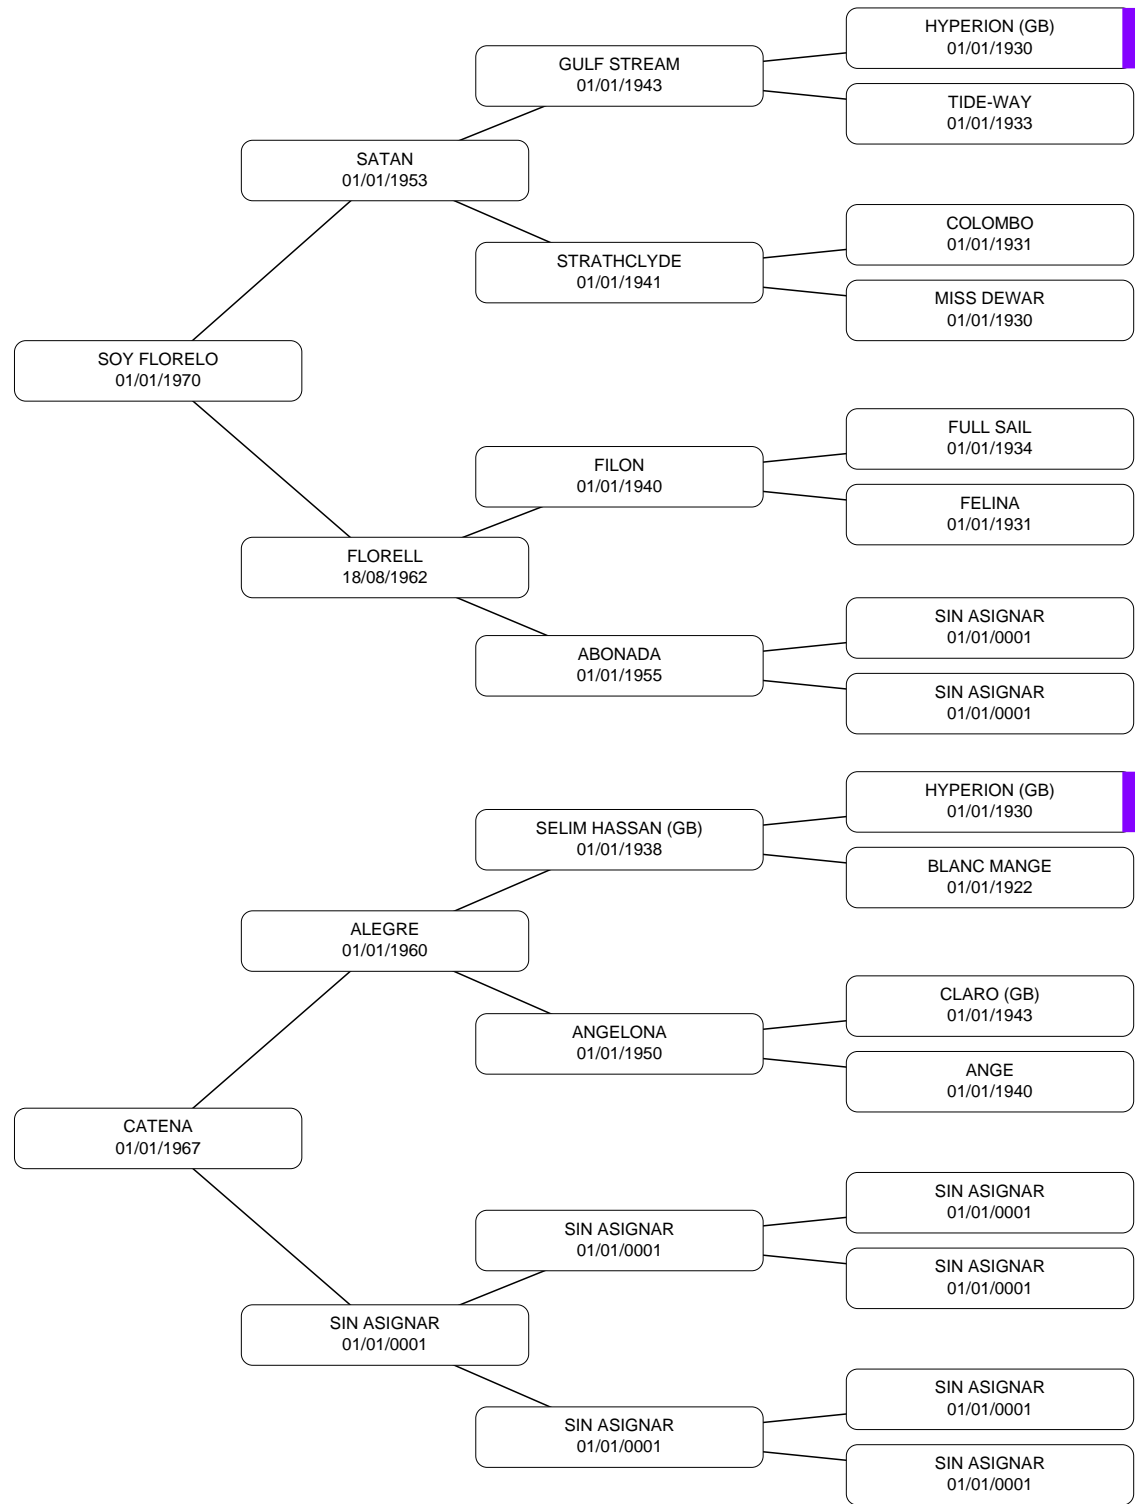 HYPERION (GB)
01/01/1930
GULF STREAM
01/01/1943
TIDE-WAY
01/01/1933
SATAN
01/01/1953
COLOMBO
01/01/1931
STRATHCLYDE
01/01/1941
MISS DEWAR
01/01/1930
SOY FLORELO
01/01/1970
FULL SAIL
01/01/1934
FILON
01/01/1940
FELINA
01/01/1931
FLORELL
18/08/1962
SIN ASIGNAR
01/01/0001
ABONADA
01/01/1955
SIN ASIGNAR
01/01/0001
HYPERION (GB)
01/01/1930
SELIM HASSAN (GB)
01/01/1938
BLANC MANGE
01/01/1922
ALEGRE
01/01/1960
CLARO (GB)
01/01/1943
ANGELONA
01/01/1950
ANGE
01/01/1940
CATENA
01/01/1967
SIN ASIGNAR
01/01/0001
SIN ASIGNAR
01/01/0001
SIN ASIGNAR
01/01/0001
SIN ASIGNAR
01/01/0001
SIN ASIGNAR
01/01/0001
SIN ASIGNAR
01/01/0001
SIN ASIGNAR
01/01/0001